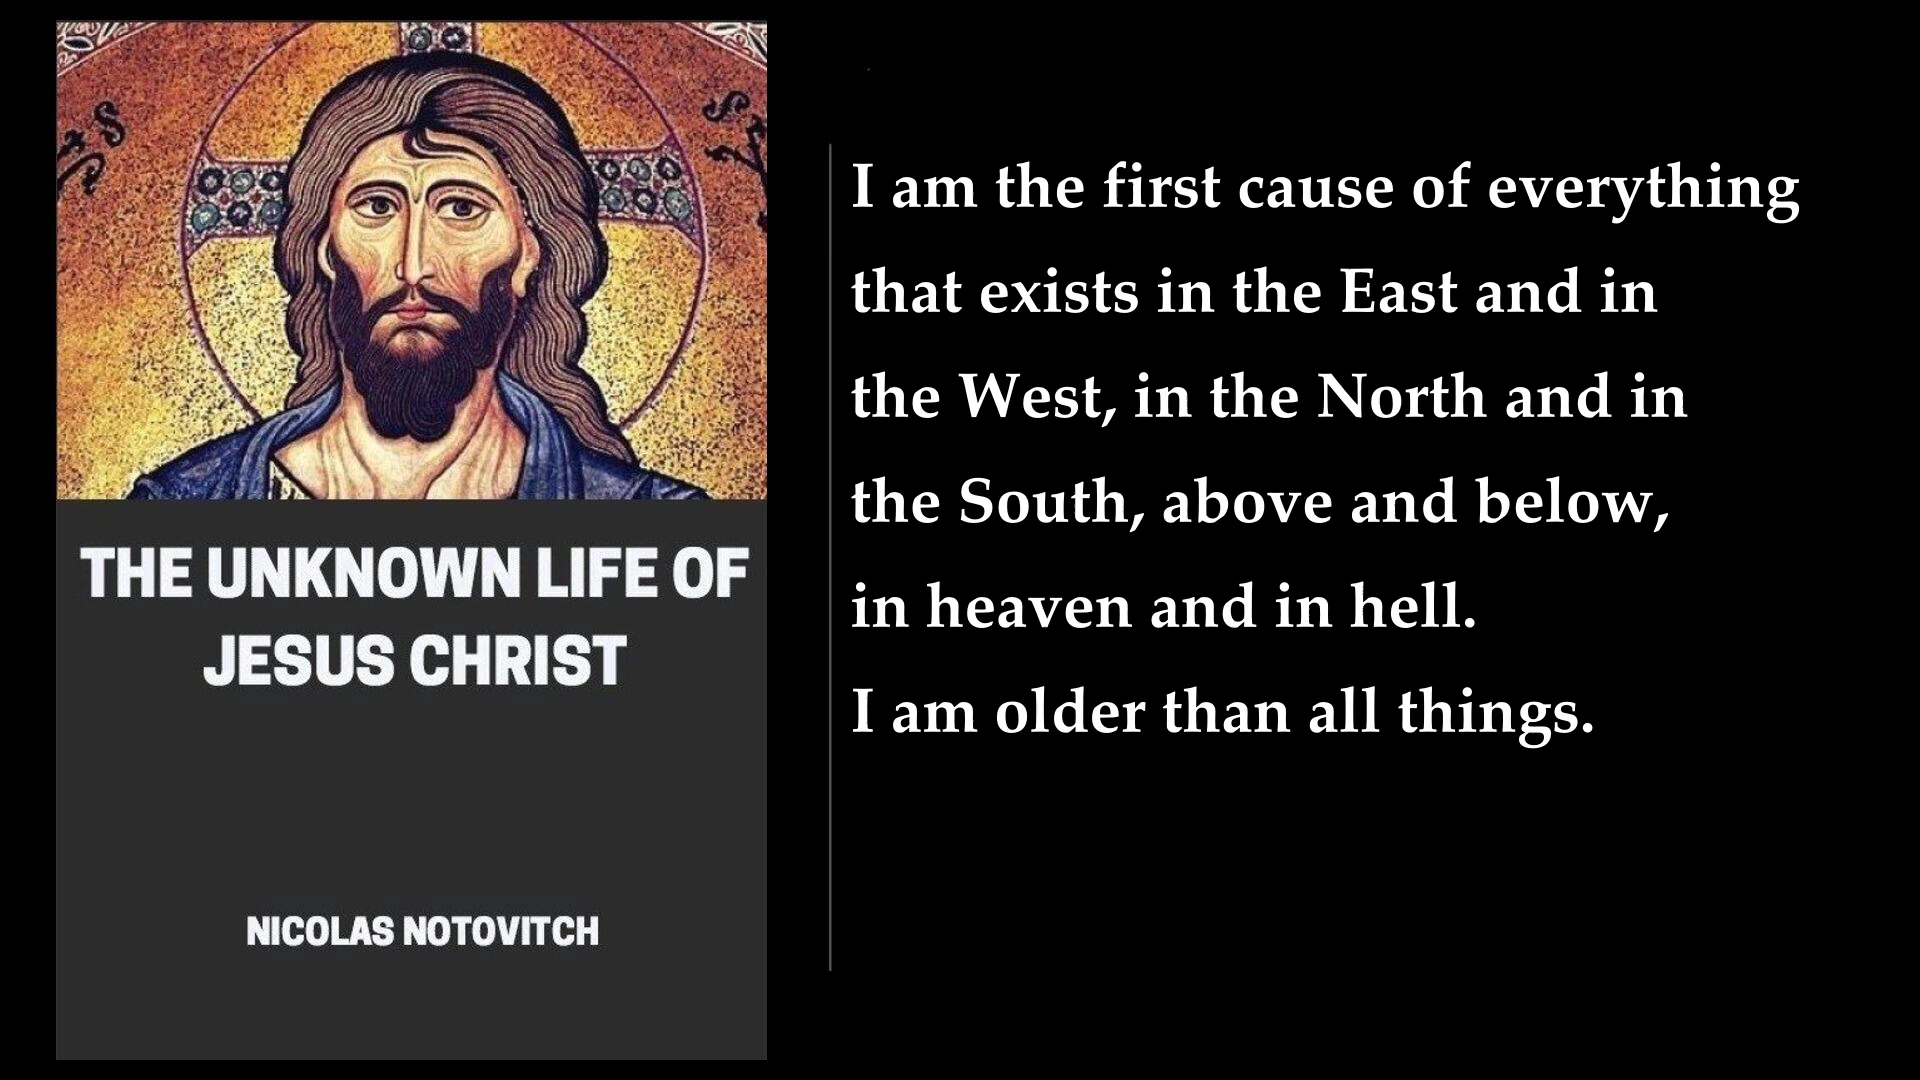 THE UNKNOWN LIFE OF
JESUS CHRIST
NICOLAS NOTOVITCH
I am the first cause of everything
that exists in the East and in
the West, in the North and in
the South, above and below,
in heaven and in hell.
I am older than all things.